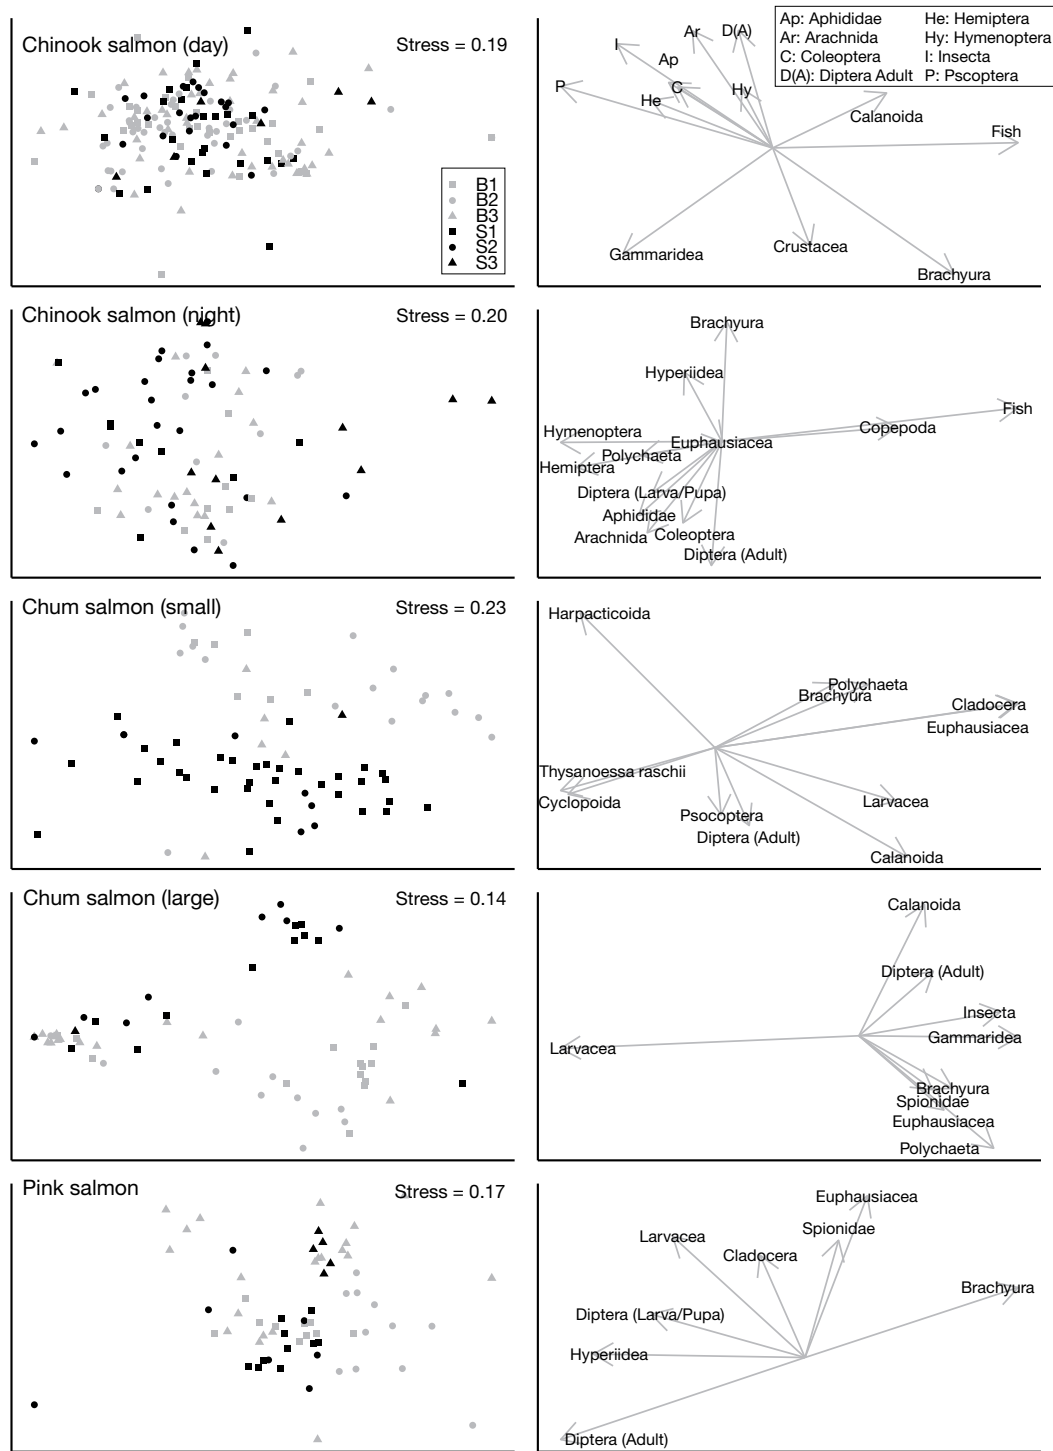 Chinook salmon (day) Stress = 0.19
B1
B2
B3
S1
S2
S3
Ap: Aphididae He: Hemiptera
Ar: Arachnida Hy: Hymenoptera
C: Coleoptera I: Insecta
D(A): Diptera Adult P: Pscoptera
I Ar D(A)
Ap
P C Hy
He
Calanoida
Fish
Gammaridea Crustacea
Brachyura
Chinook salmon (night) Stress = 0.20
Brachyura
Hyperiidea
Fish
Hymenoptera Euphausiacea Copepoda
Polychaeta
Hemiptera
Diptera (Larva/Pupa)
Aphididae
Arachnida Coleoptera
Diptera (Adult)
Chum salmon (small) Stress = 0.23
Harpacticoida
Polychaeta
Brachyura
Cladocera
Euphausiacea
Thysanoessa raschii
Cyclopoida Larvacea
Psocoptera
Diptera (Adult)
Calanoida
Chum salmon (large) Stress = 0.14
Calanoida
Diptera (Adult)
Insecta
Gammaridea
Larvacea
Brachyura
Spionidae
Euphausiacea
Polychaeta
Pink salmon Stress = 0.17
Euphausiacea
Spionidae
Larvacea
Cladocera
Brachyura
Diptera (Larva/Pupa)
Hyperiidea
Diptera (Adult)